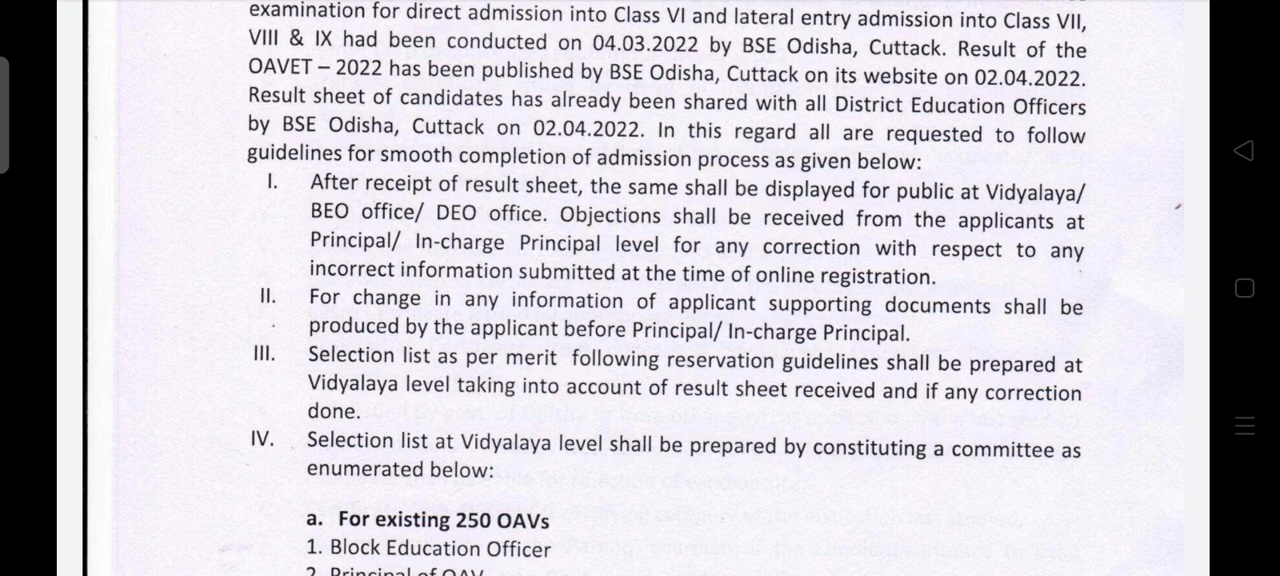 examination for direct admission into Class VI and lateral entry admission into Class VII,
VIII & IX had been conducted on 04.03.2022 by BSE Odisha, Cuttack. Result of the
OAVET – 2022 has been published by BSE Odisha, Cuttack on its website on 02.04.2022.
Result sheet of candidates has already been shared with all District Education Officers
by BSE Odisha, Cuttack on 02.04.2022. In this regard all are requested to follow
guidelines for smooth completion of admission process as given below:
I. After receipt of result sheet, the same shall be displayed for public at Vidyalaya/
BEO office/ DEO office. Objections shall be received from the applicants at
Principal/ In-charge Principal level for any correction with respect to any
incorrect information submitted at the time of online registration.
II. For change in any information of applicant supporting documents shall be
produced by the applicant before Principal/ In-charge Principal.
III. Selection list as per merit following reservation guidelines shall be prepared at
Vidyalaya level taking into account of result sheet received and if any correction
done.
IV. Selection list at Vidyalaya level shall be prepared by constituting a committee as
enumerated below:
a. For existing 250 OAVs
1. Block Education Officer
2. Principal of OAV